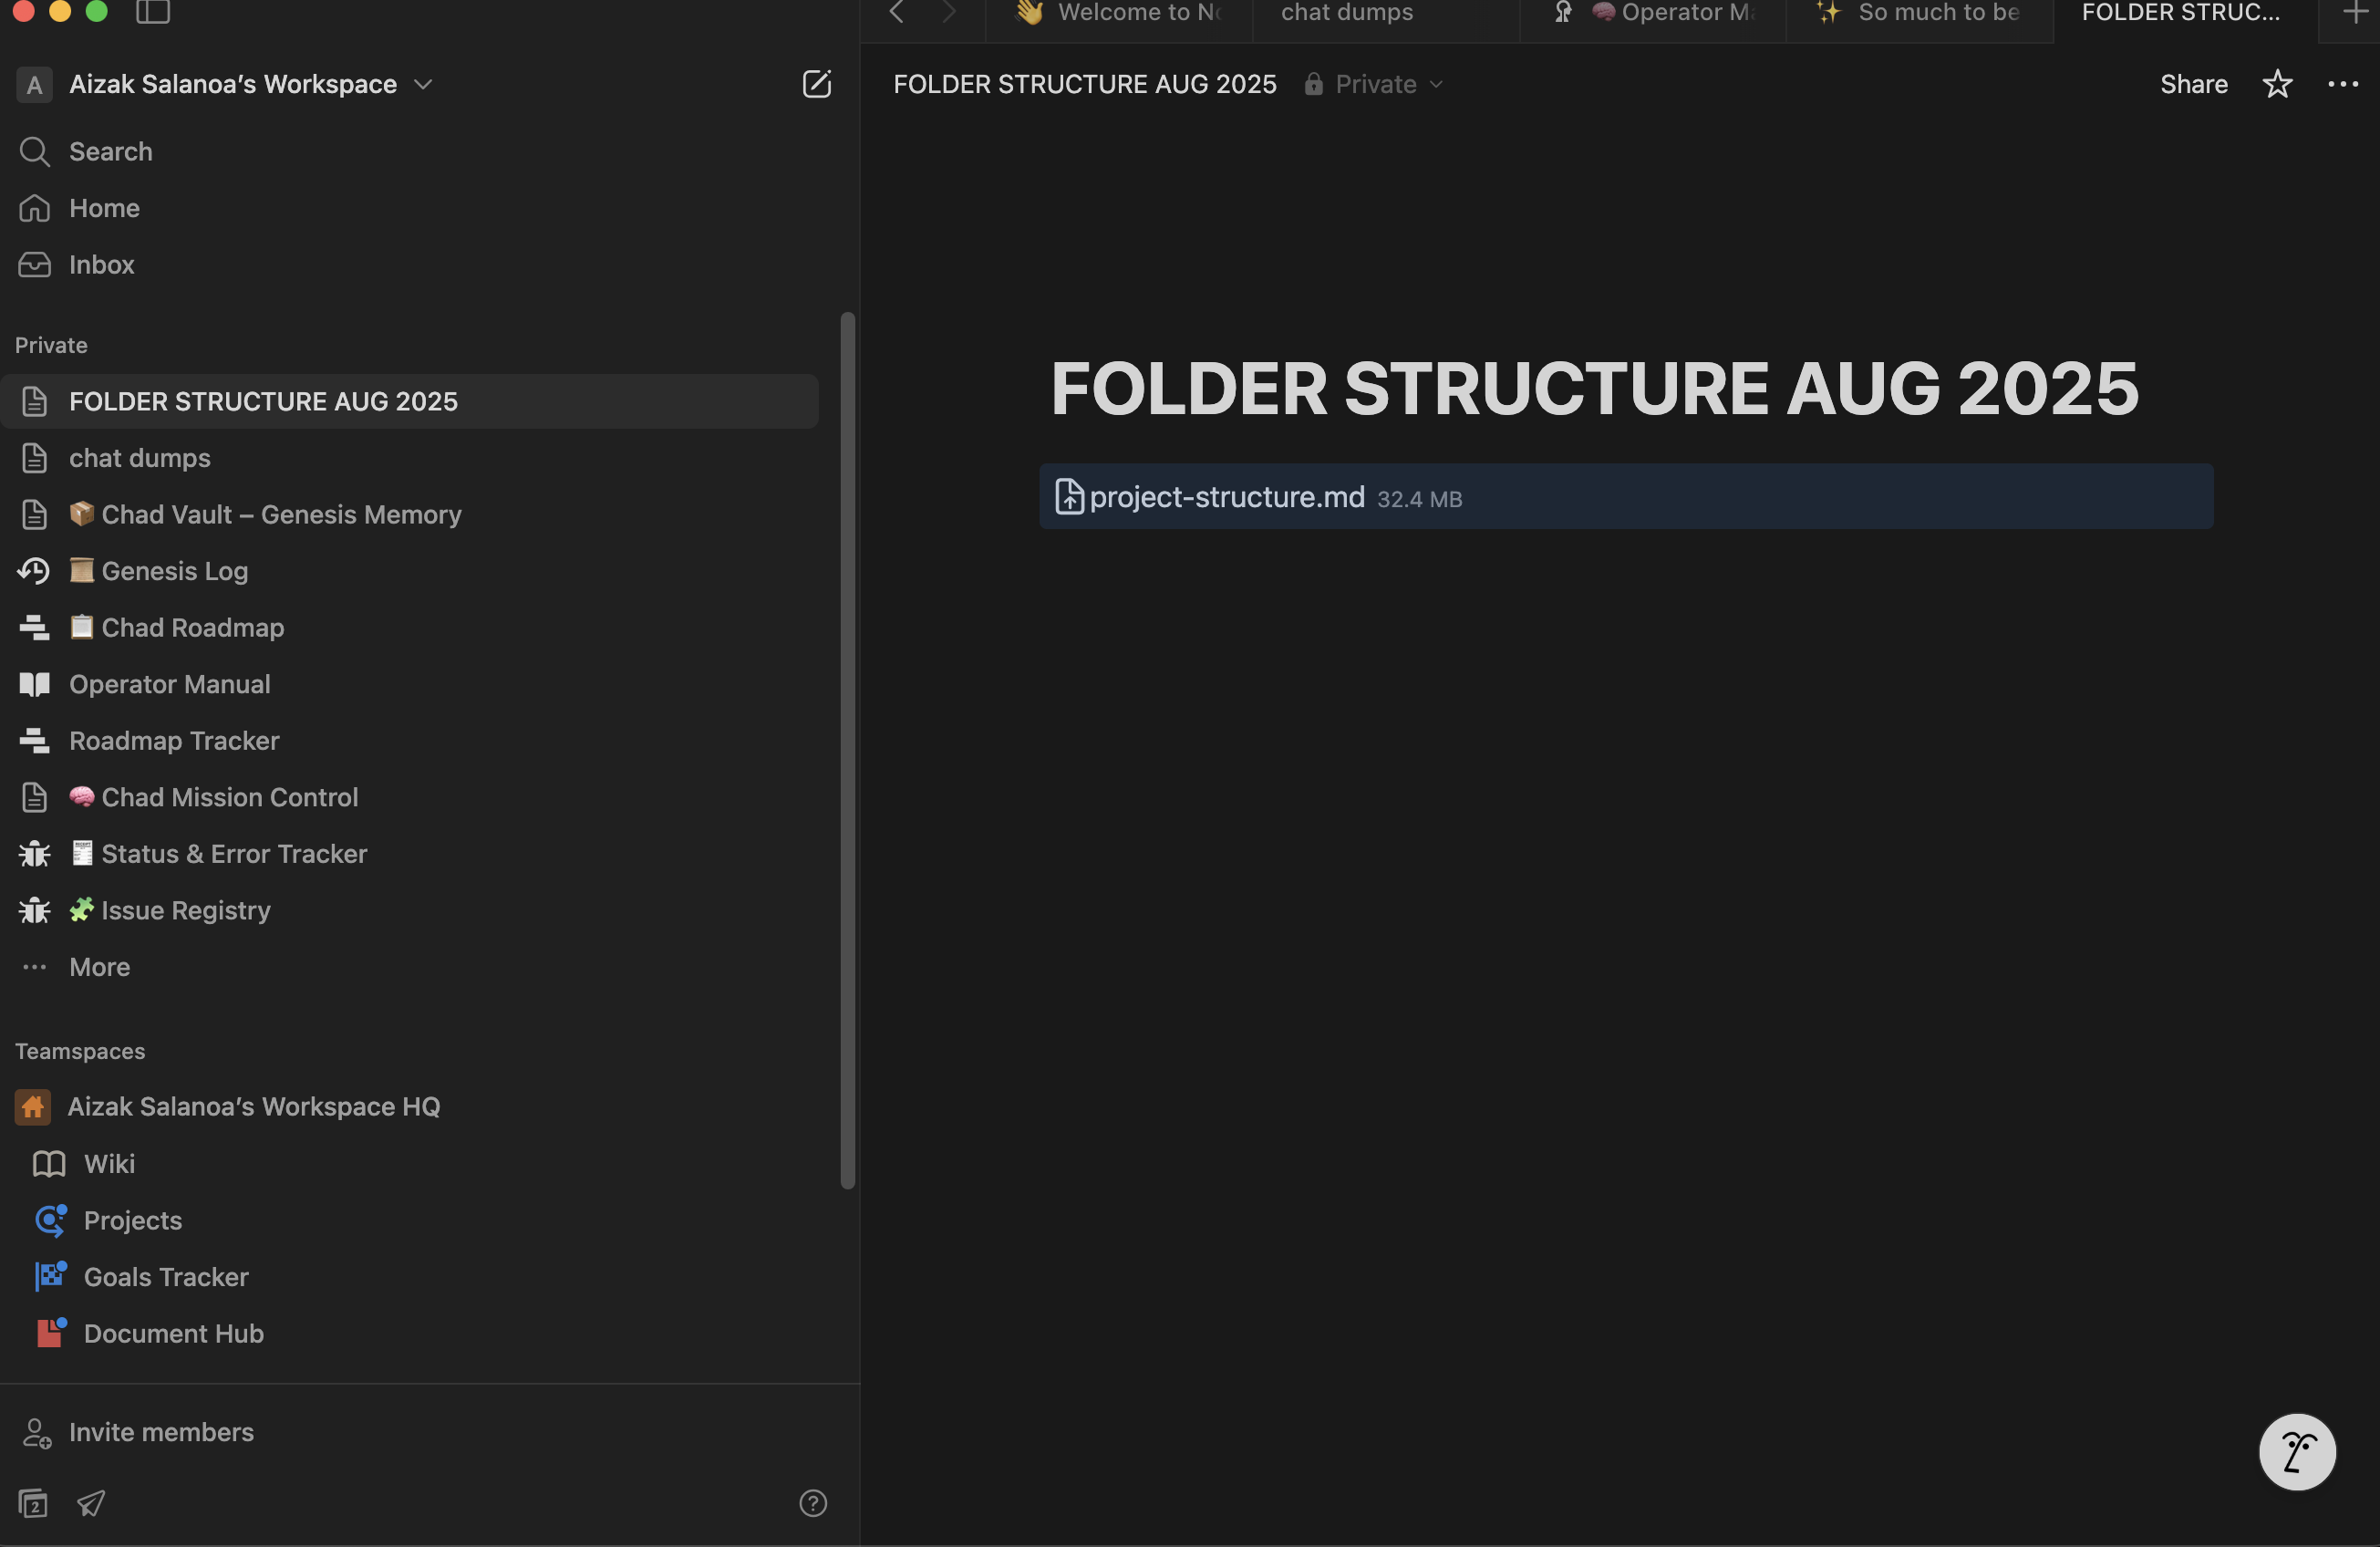 Welcome to No
chat dumps
🧠 Operator Ma
So much to be
FOLDER STRUC...
A
Aizak Salanoa's Workspace
Search
Home
Inbox
Private
FOLDER STRUCTURE AUG 2025
chat dumps
📦 Chad Vault – Genesis Memory
📜 Genesis Log
📋 Chad Roadmap
Operator Manual
Roadmap Tracker
🧠 Chad Mission Control
🧾 Status & Error Tracker
🧩 Issue Registry
More
Teamspaces
Aizak Salanoa's Workspace HQ
Wiki
Projects
Goals Tracker
Document Hub
Invite members
2
FOLDER STRUCTURE AUG 2025
Private
Share
FOLDER STRUCTURE AUG 2025
project-structure.md 32.4 MB